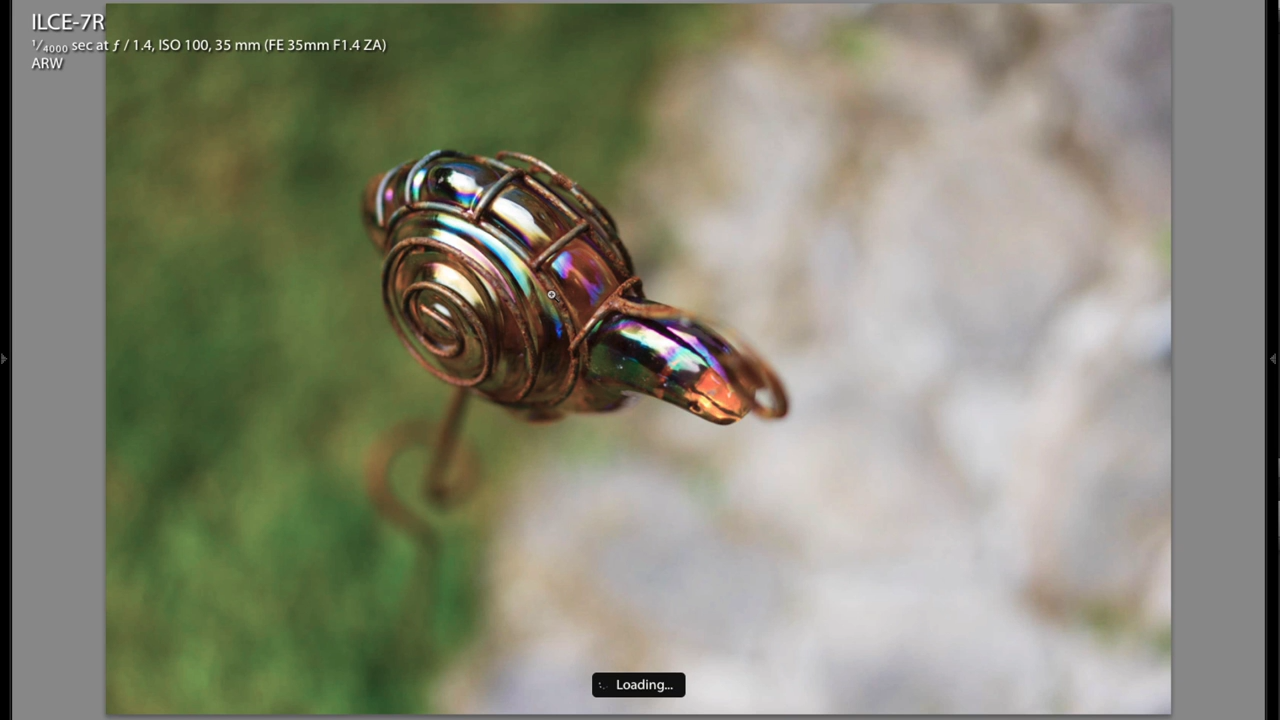 ILCE-7R
1/4000 sec at ƒ / 1.4, ISO 100, 35 mm (FE 35mm F1.4 ZA)
ARW
Loading...